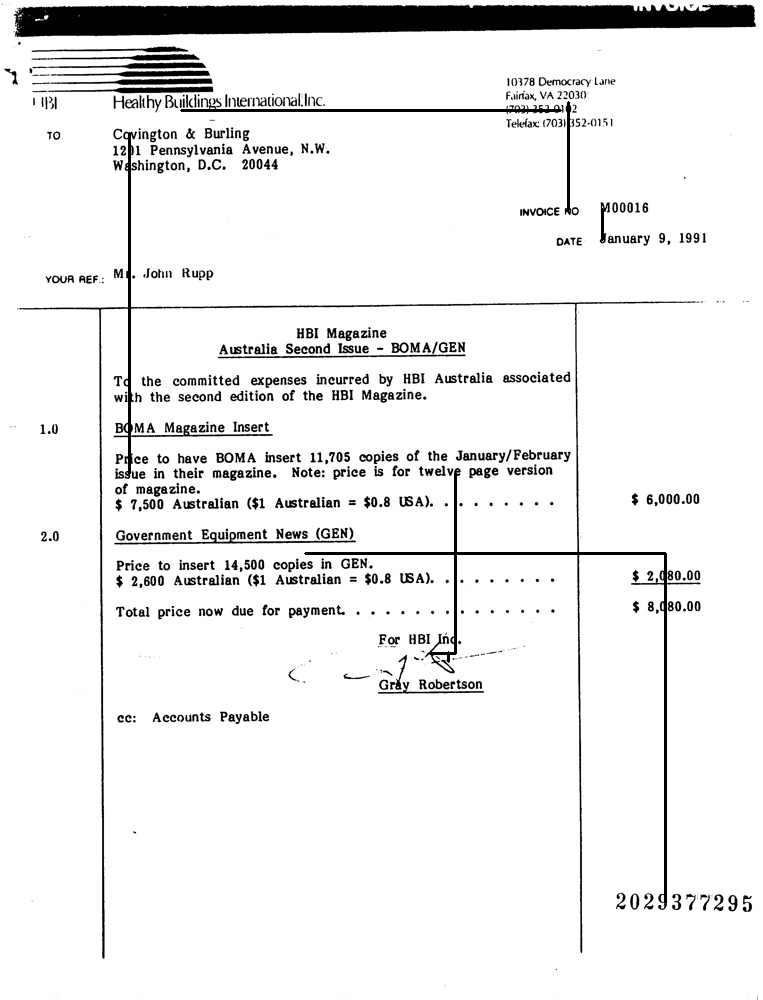 INVOICE
10378 Democracy Lane
Fairfax, VA 22030
HBI Healthy Buildings International, Inc.
Telefax: (703) 352-0151
TO Covington & Burling
1201 Pennsylvania Avenue, N.W.
Washington, D.C. 20044
INVOICE NO M00016
DATE January 9, 1991
YOUR REF.: Mr. John Rupp
HBI Magazine
Australia Second Issue - BOMA/GEN
To the committed expenses incurred by HBI Australia associated
with the second edition of the HBI Magazine.
1.0 BOMA Magazine Insert
Price to have BOMA insert 11,705 copies of the January/February
issue in their magazine. Note: price is for twelve page version
of magazine.
$ 7,500 Australian ($1 Australian = $0.8 USA). . . . . . . . . $ 6,000.00
2.0 Government Equipment News (GEN)
Price to insert 14,500 copies in GEN.
$ 2,600 Australian ($1 Australian = $0.8 USA). . . . . . . . . $ 2,080.00
Total price now due for payment. . . . . . . . . . . . . . . . $ 8,080.00
For HBI Inc.
Gray Robertson
cc: Accounts Payable
2029377295